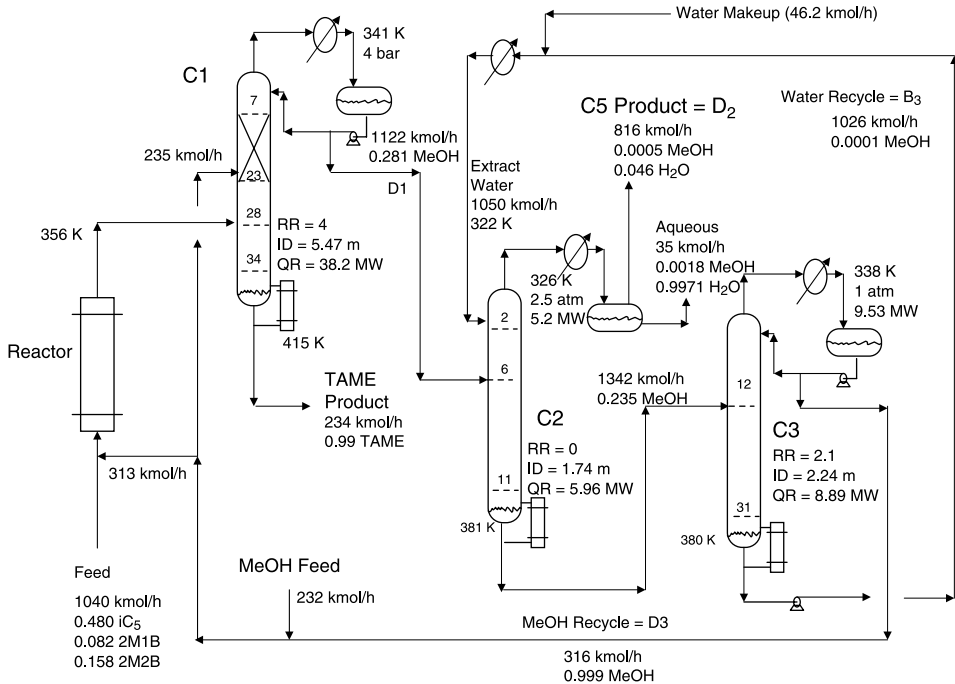 Water Makeup (46.2 kmol/h)
341 K
4 bar
C1
7
1122 kmol/h
0.281 MeOH
235 kmol/h
23
D1
28
RR = 4
ID = 5.47 m
QR = 38.2 MW
34
356 K
415 K
Reactor
TAME
Product
234 kmol/h
0.99 TAME
313 kmol/h
Feed
1040 kmol/h
0.480 iC5
0.082 2M1B
0.158 2M2B
MeOH Feed
232 kmol/h
C5 Product = D2
816 kmol/h
0.0005 MeOH
0.046 H2O
Water Recycle = B3
1026 kmol/h
0.0001 MeOH
Extract
Water
1050 kmol/h
322 K
Aqueous
35 kmol/h
0.0018 MeOH
0.9971 H2O
326 K
2.5 atm
5.2 MW
2
6
C2
RR = 0
ID = 1.74 m
QR = 5.96 MW
11
381 K
1342 kmol/h
0.235 MeOH
338 K
1 atm
9.53 MW
12
C3
RR = 2.1
ID = 2.24 m
QR = 8.89 MW
31
380 K
MeOH Recycle = D3
316 kmol/h
0.999 MeOH